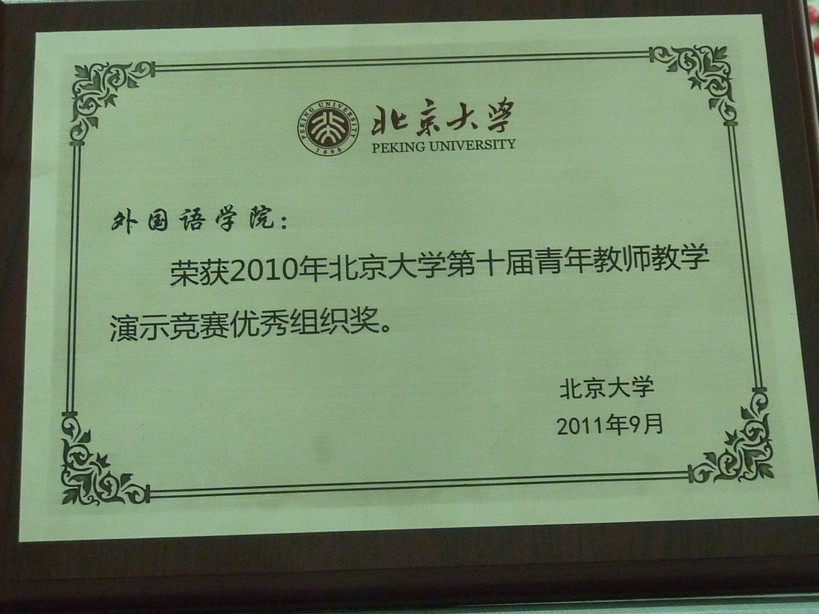 PEKING UNIVERSITY
1898
北京大学
PEKING UNIVERSITY
外国语学院:
荣获2010年北京大学第十届青年教师教学
演示竞赛优秀组织奖。
北京大学
2011年9月